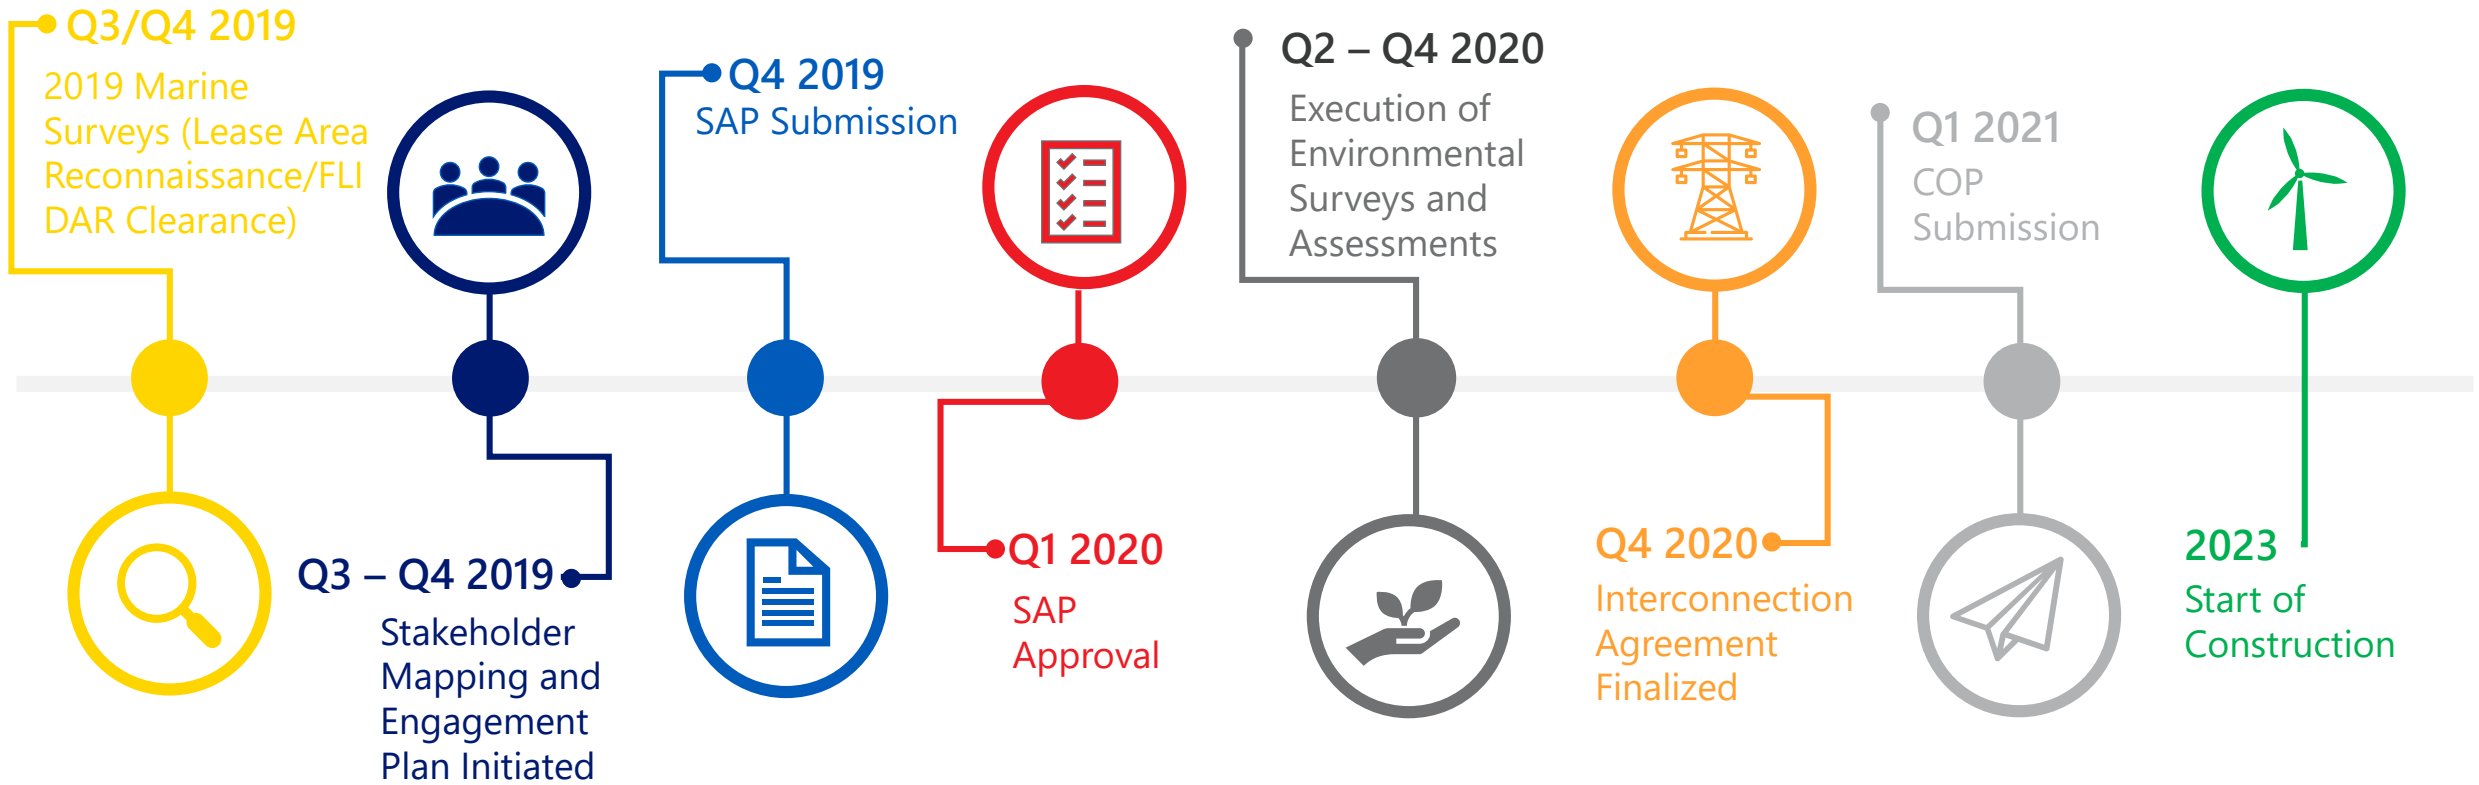 Q3/Q4 2019
2019 Marine
Surveys (Lease Area
Reconnaissance/FLI
DAR Clearance)
Q3 – Q4 2019
Stakeholder
Mapping and
Engagement
Plan Initiated
Q4 2019
SAP Submission
Q1 2020
SAP
Approval
Q2 – Q4 2020
Execution of
Environmental
Surveys and
Assessments
Q4 2020
Interconnection
Agreement
Finalized
Q1 2021
COP
Submission
2023
Start of
Construction